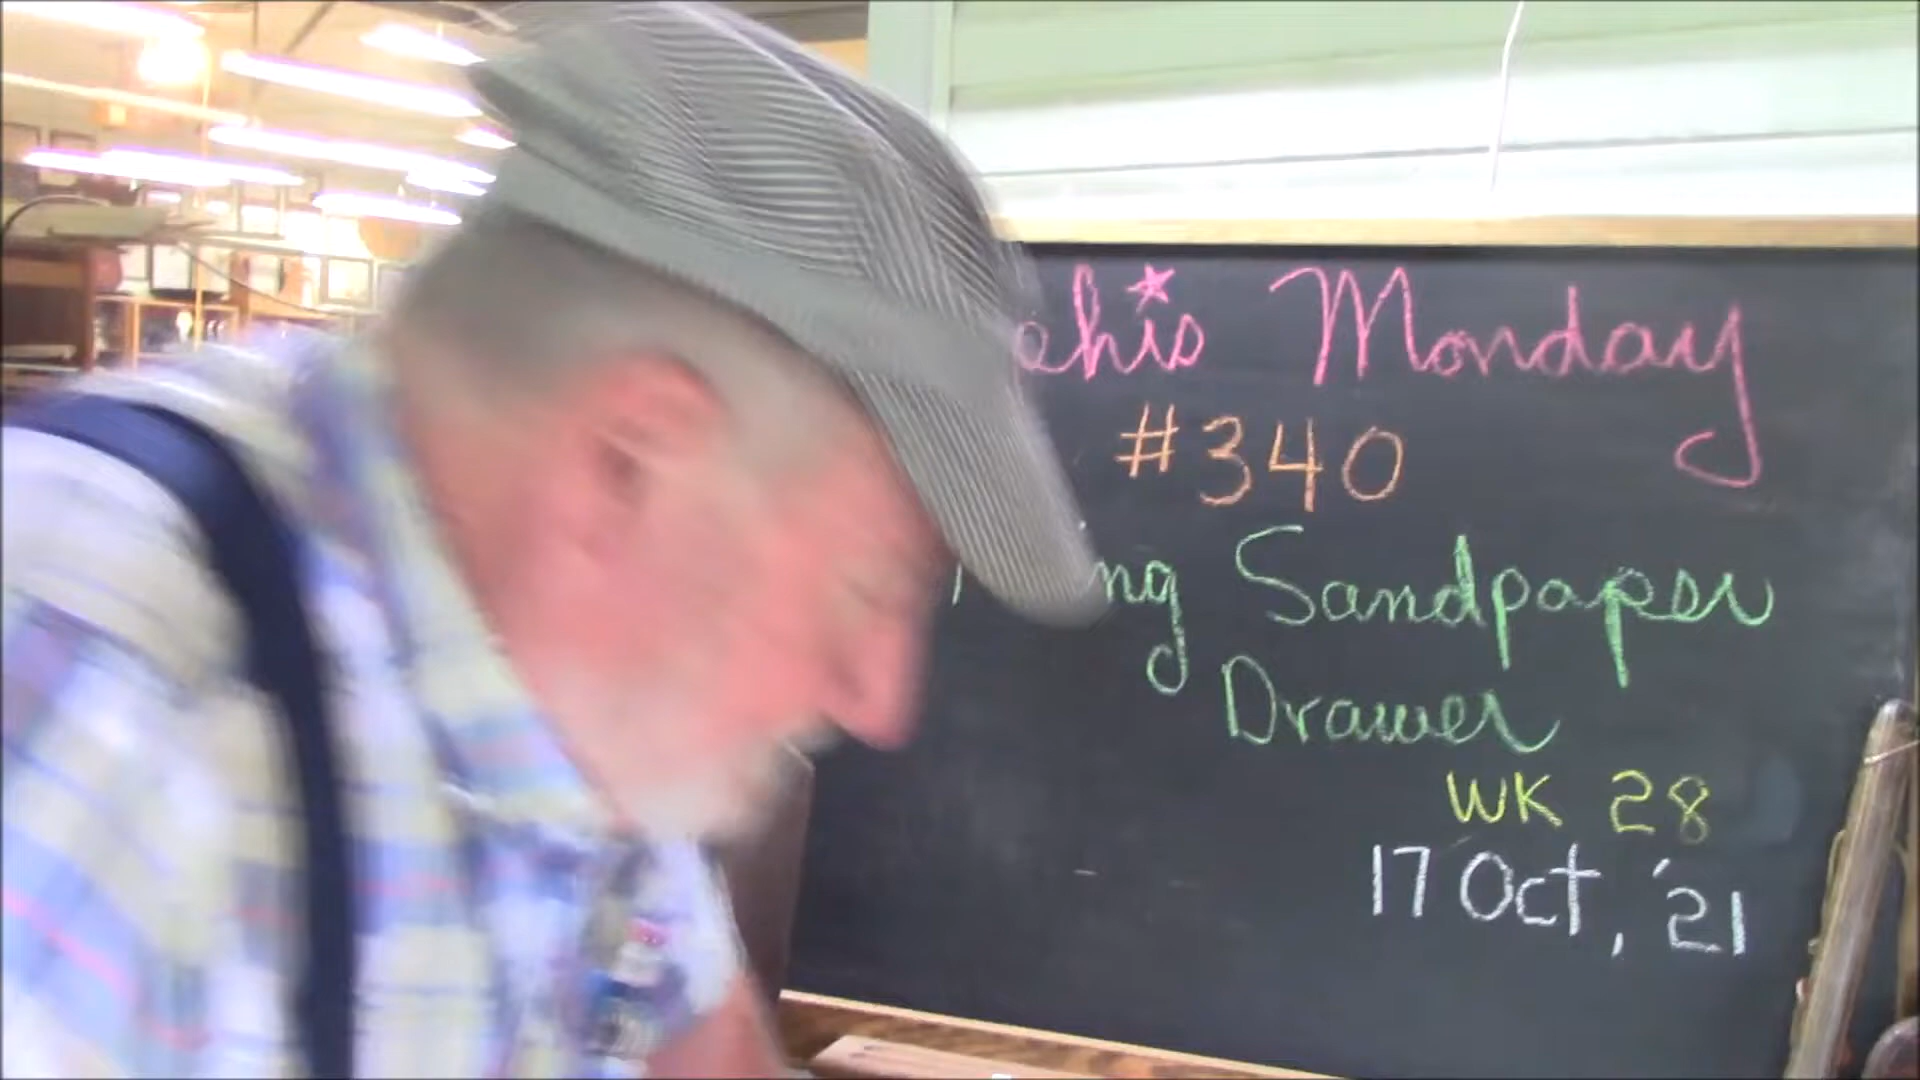 Monday
#340
Sandpaper
Drawer
WK 28
17 Oct, '21